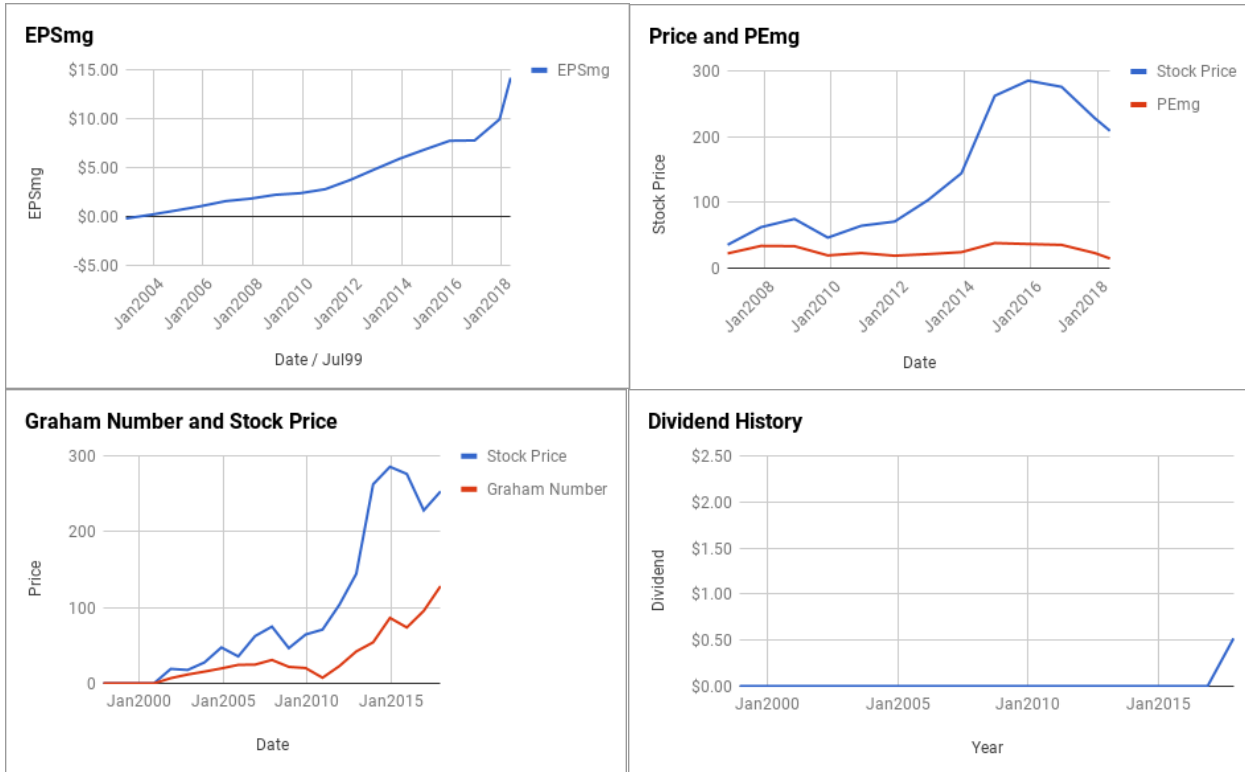 EPSmg
$15.00
$10.00
$5.00
$0.00
-$5.00
EPSmg
EPSmg
Jan2004
Jan2006
Jan2008
Jan2010
Jan2012
Jan2014
Jan2016
Jan2018
Date / Jul99
Price and PEmg
300
200
100
0
Stock Price
Stock Price
PEmg
Jan2008
Jan2010
Jan2012
Jan2014
Jan2016
Jan2018
Date
Graham Number and Stock Price
300
200
100
0
Price
Stock Price
Graham Number
Jan2000
Jan2005
Jan2010
Jan2015
Date
Dividend History
$2.50
$2.00
$1.50
$1.00
$0.50
$0.00
Dividend
Jan2000
Jan2005
Jan2010
Jan2015
Year